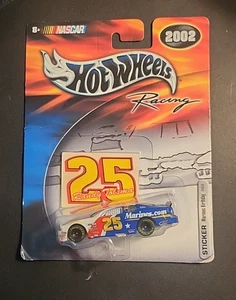 8+ NASCAR 2002
Hot Wheels
Racing
25
25
Marines.com
STICKER